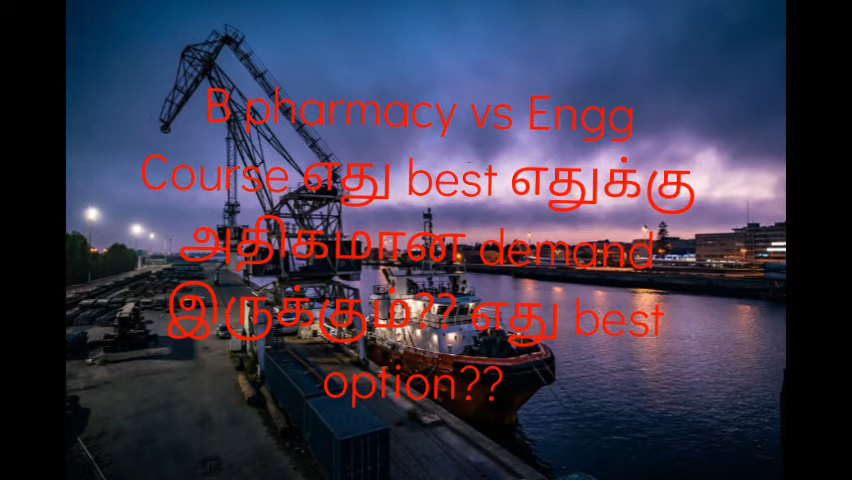 B pharmacy vs Engg
Course எது best எதுக்கு
அதிகமான demand
இருக்கும்?? எது best
option??